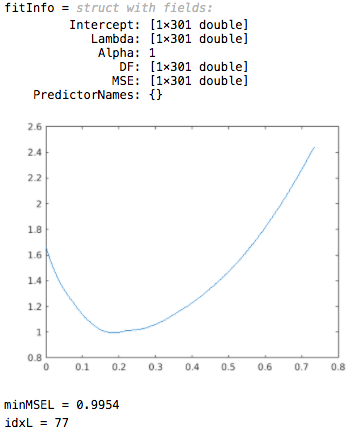 fitInfo = struct with fields:
Intercept: [1×301 double]
Lambda: [1×301 double]
Alpha: 1
DF: [1×301 double]
MSE: [1×301 double]
PredictorNames: {}
2.6
2.4
2.2
2
1.8
1.6
1.4
1.2
1
0.8
0 0.1 0.2 0.3 0.4 0.5 0.6 0.7 0.8
minMSEL = 0.9954
idxL = 77